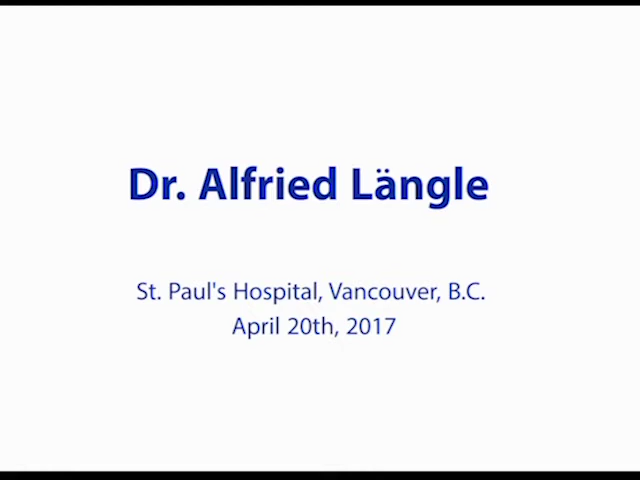 Dr. Alfried Längle
St. Paul's Hospital, Vancouver, B.C.
April 20th, 2017